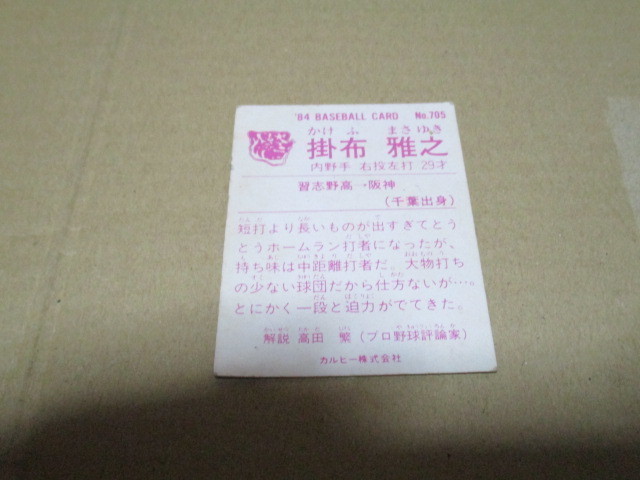 '84 BASEBALL CARD No.705
かけ ふ まさ ゆき
掛布 雅之
内野手 右投左打 29才
習志野高→阪神
(千葉出身)
短打より長いものが出すぎてとう
とうホームラン打者になったが、
持ち味は中距離打者だ。大物打ち
の少ない球団だから仕方ないが…。
とにかく一段と迫力がでてきた。
解説 高田 繁 (プロ野球評論家)
カルビー株式会社